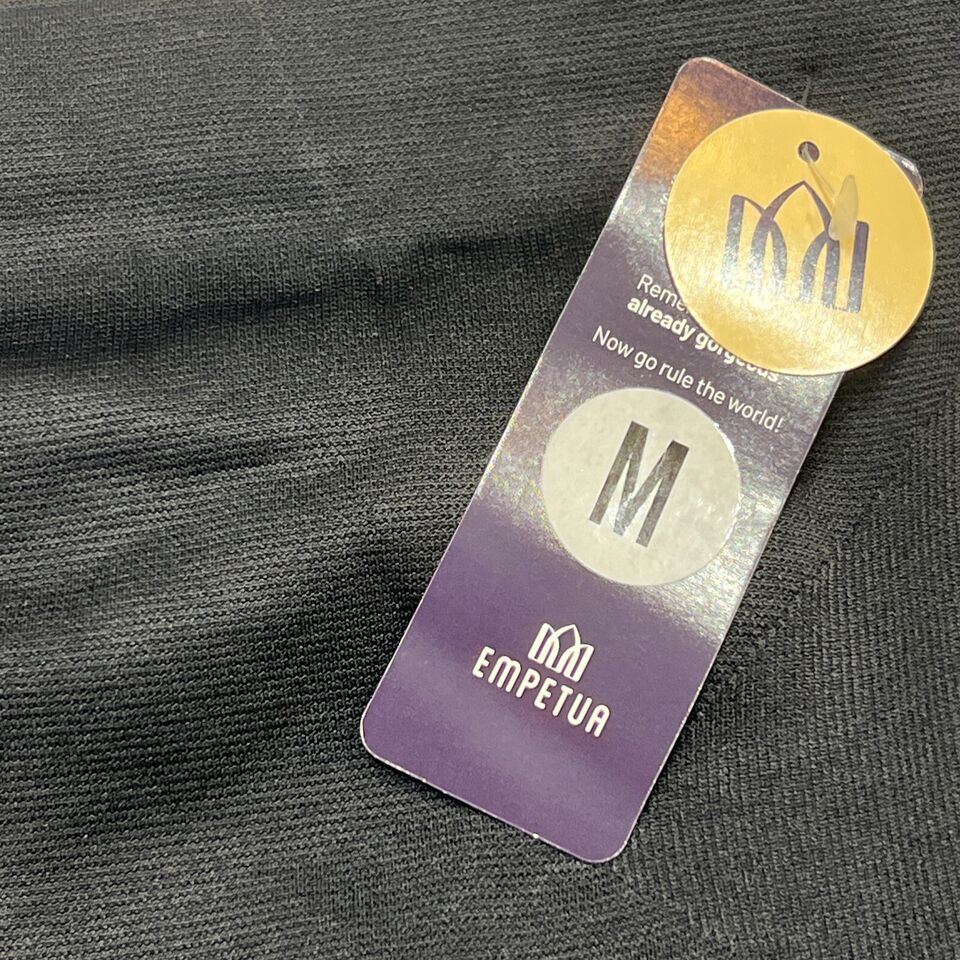 already gorgeous
Now go rule the world!
M
EMPETUA